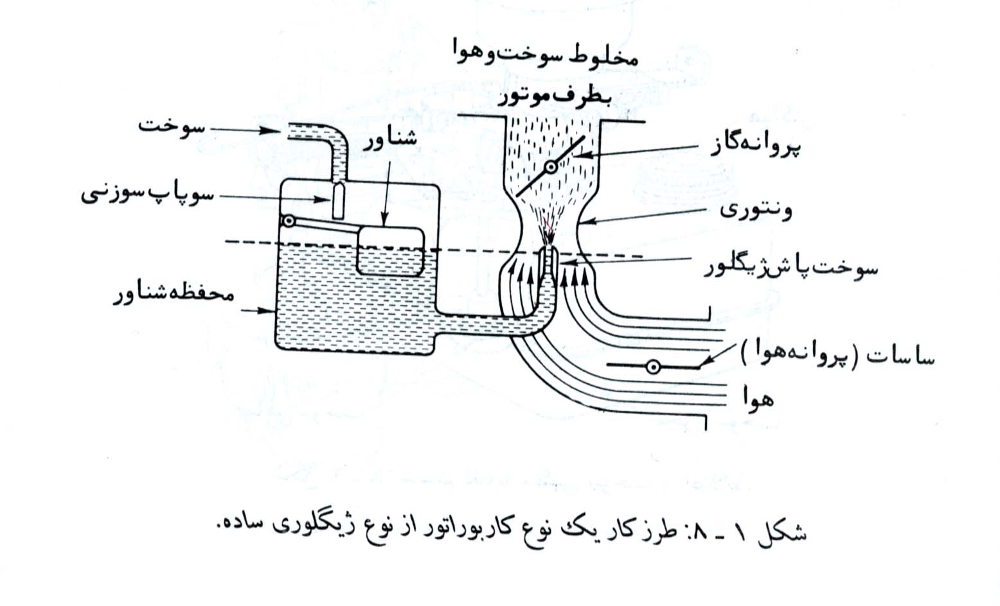 مخلوط سوخت و هوا
بطرف موتور
سوخت
شناور
پروانه گاز
سوپاپ سوزنی
ونتوری
سوخت پاش ژیگلور
محفظه شناور
ساسات (پروانه هوا)
هوا
شکل ۱ ـ ۸: طرز کار یک نوع کاربوراتور از نوع ژیگلوری ساده.